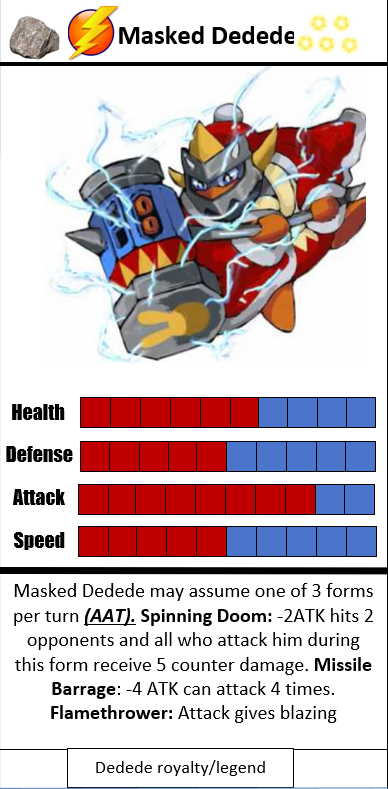 Masked Dedede
Health
Defense
Attack
Speed
Masked Dedede may assume one of 3 forms
per turn (AAT). Spinning Doom: -2ATK hits 2
opponents and all who attack him during
this form receive 5 counter damage. Missile
Barrage: -4 ATK can attack 4 times.
Flamethrower: Attack gives blazing
Dedede royalty/legend